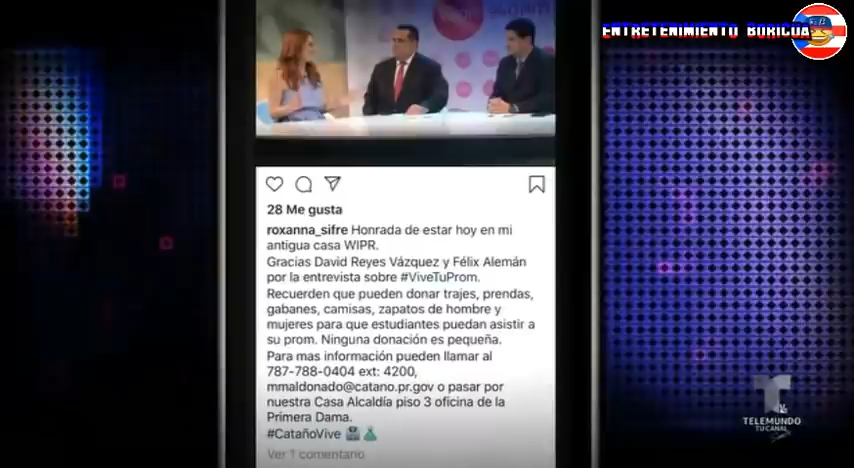 ENTRETENIMIENTO BORICUA
28 Me gusta
roxanna_sifre Honrada de estar hoy en mi
antigua casa WIPR.
Gracias David Reyes Vázquez y Félix Alemán
por la entrevista sobre #ViveTuProm.
Recuerden que pueden donar trajes, prendas,
gabanes, camisas, zapatos de hombre y
mujeres para que estudiantes puedan asistir a
su prom. Ninguna donación es pequeña.
Para mas información pueden llamar al
787-788-0404 ext: 4200,
mmaldonado@catano.pr.gov o pasar por
nuestra Casa Alcaldía piso 3 oficina de la
Primera Dama.
#CatañoVive
Ver 1 comentario
TELEMUNDO
TU CANAL